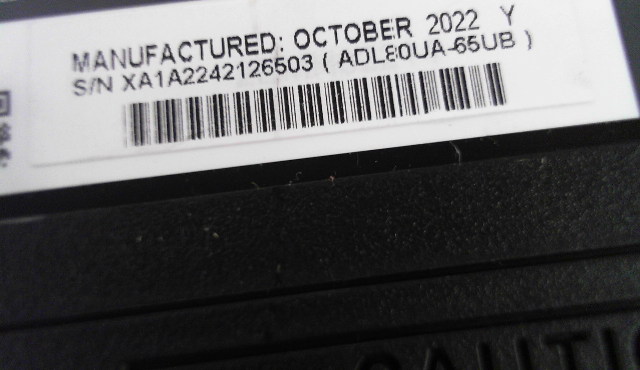 MANUFACTURED: OCTOBER 2022 Y
S/N XA1A2242126503 ( ADL80UA-65UB )